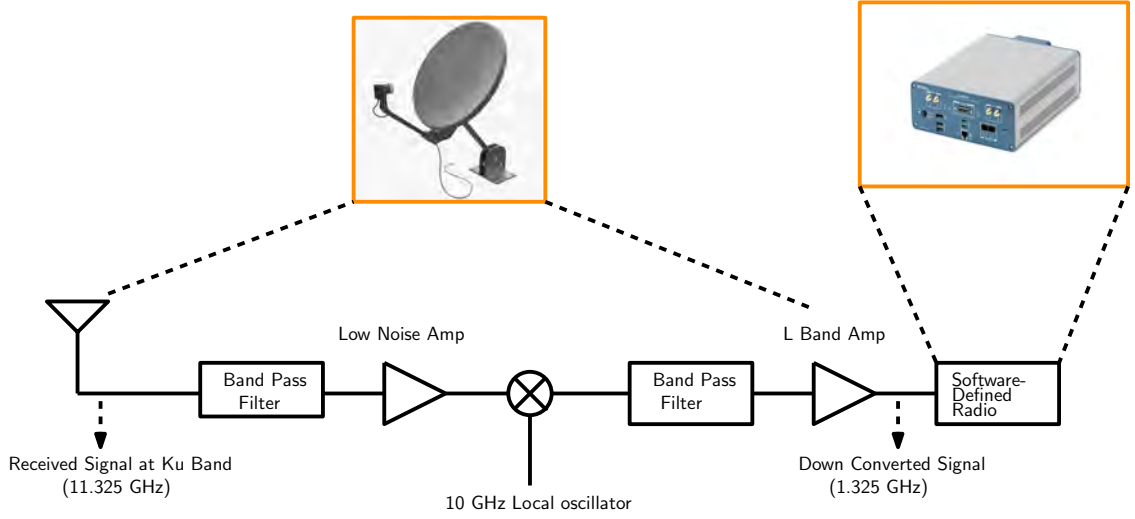 Low Noise Amp
L Band Amp
Band Pass
Filter
Band Pass
Filter
Software-
Defined
Radio
Received Signal at Ku Band
(11.325 GHz)
Down Converted Signal
(1.325 GHz)
10 GHz Local oscillator